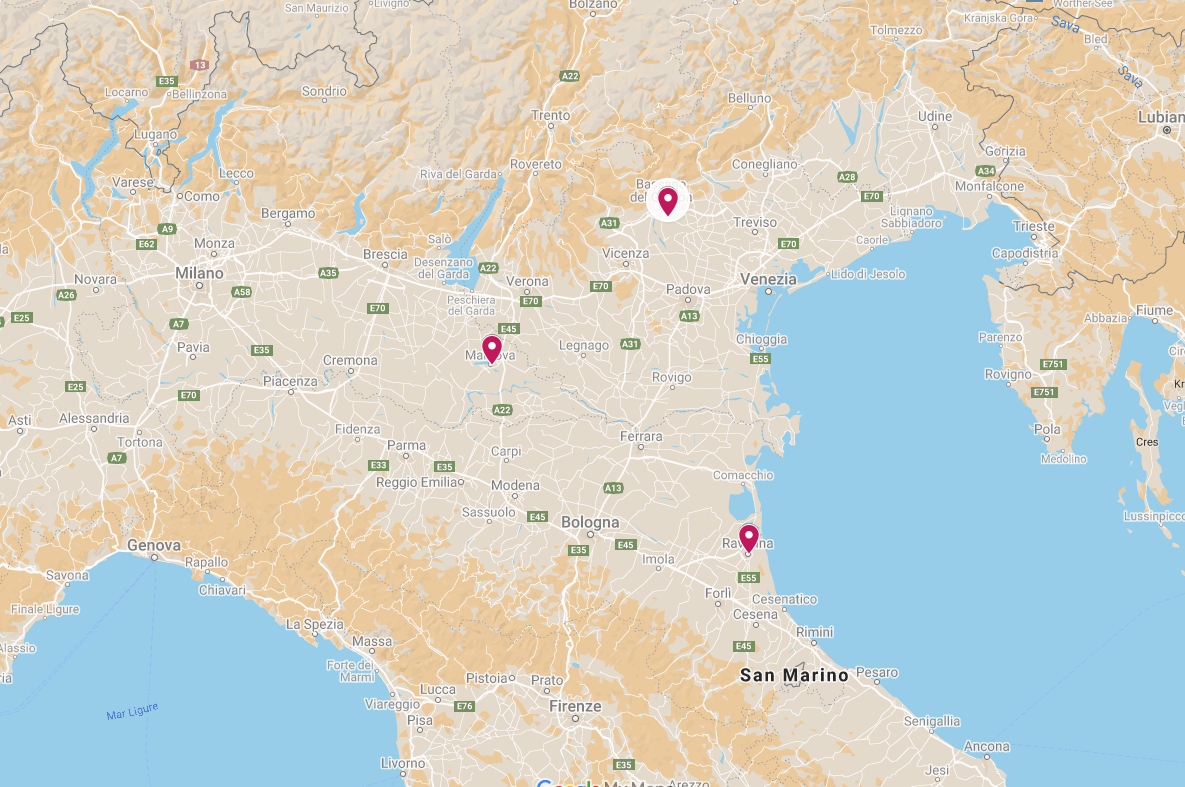 Livigno
San Maurizio
Bolzano
Worther See
Kranjska Gora
Sava
Tolmezzo
Bled
Sava
13
A22
E35
Locarno
Bellinzona
Sondrio
Belluno
Trento
Udine
Lugano
Gorizia
Rovereto
Conegliano
Lecco
Riva del Garda
A34
A28
Varese
Como
Monfalcone
E70
Bergamo
Lignano
Sabbiadoro
A31
Treviso
A9
Trieste
Salò
E70
Caorle
E62
Monza
Brescia
Vicenza
Capodistria
Desenzano
del Garda
A22
Milano
A35
Lido di Jesolo
Novara
Verona
E70
Venezia
Padova
A26
A58
Peschiera
del Garda
E70
E70
Fiume
A13
E25
A7
E45
Abbazia
Chioggia
Parenzo
Pavia
E35
Legnago
A31
E55
Cremona
E751
Rovigno
Rovigo
Piacenza
E25
E70
E751
A22
Asti
Alessandria
Pola
Fidenza
Ferrara
Tortona
Parma
Cres
Carpi
A7
Medolino
E33
E35
Comacchio
Reggio Emilia
Modena
A13
Sassuolo
E45
Lussinpicco
Bologna
Genova
E35
E45
Imola
Rapallo
Savona
E55
Chiavari
Forlì
Cesenatico
Finale Ligure
Cesena
La Spezia
Rimini
Massa
E45
Alassio
Forte dei
Marmi
San Marino
Pesaro
Pistoia
Prato
Lucca
Viareggio
E76
Firenze
Mar Ligure
Pisa
Senigallia
Ancona
Livorno
E35
Jesi
Google My Maps
Arezzo